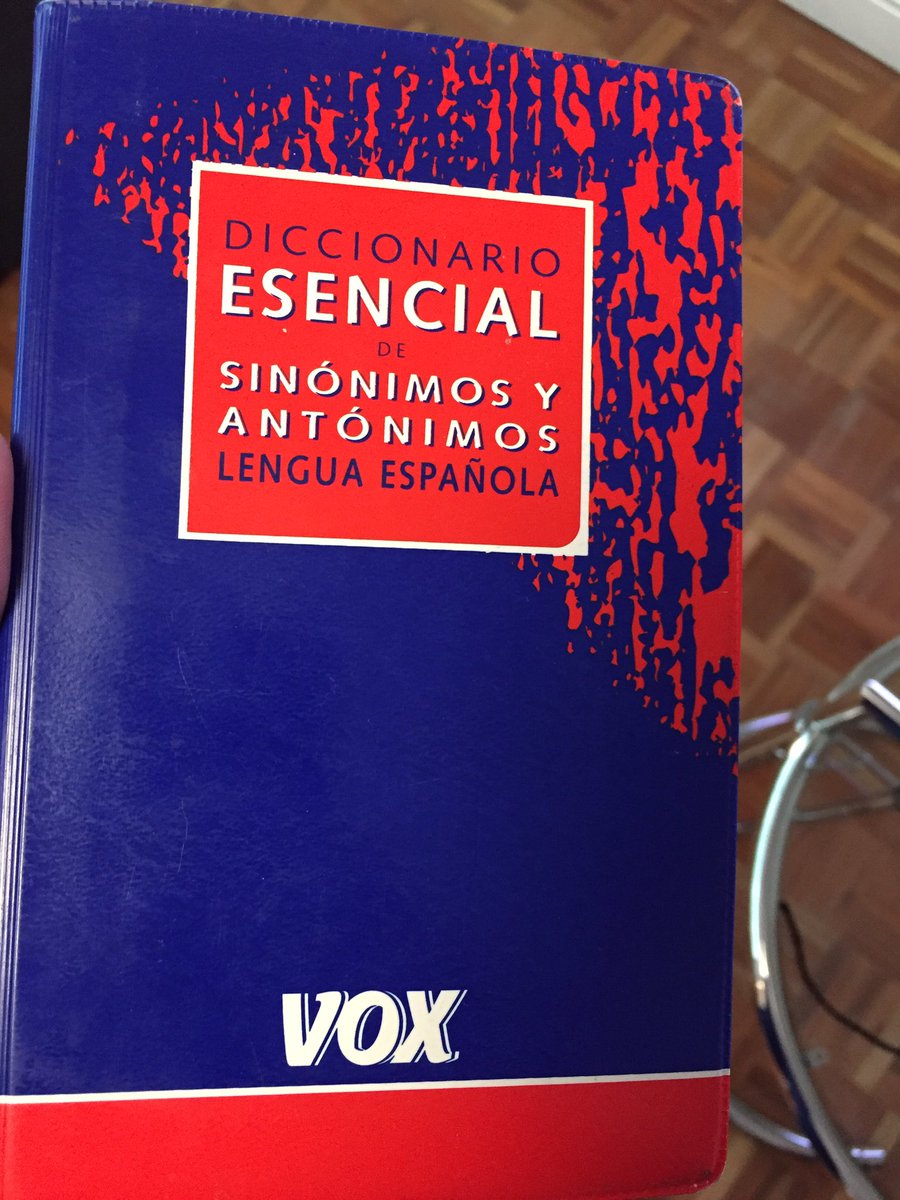 DICCIONARIO
ESENCIAL
DE
SINÓNIMOS Y
ANTÓNIMOS
LENGUA ESPAÑOLA
VOX